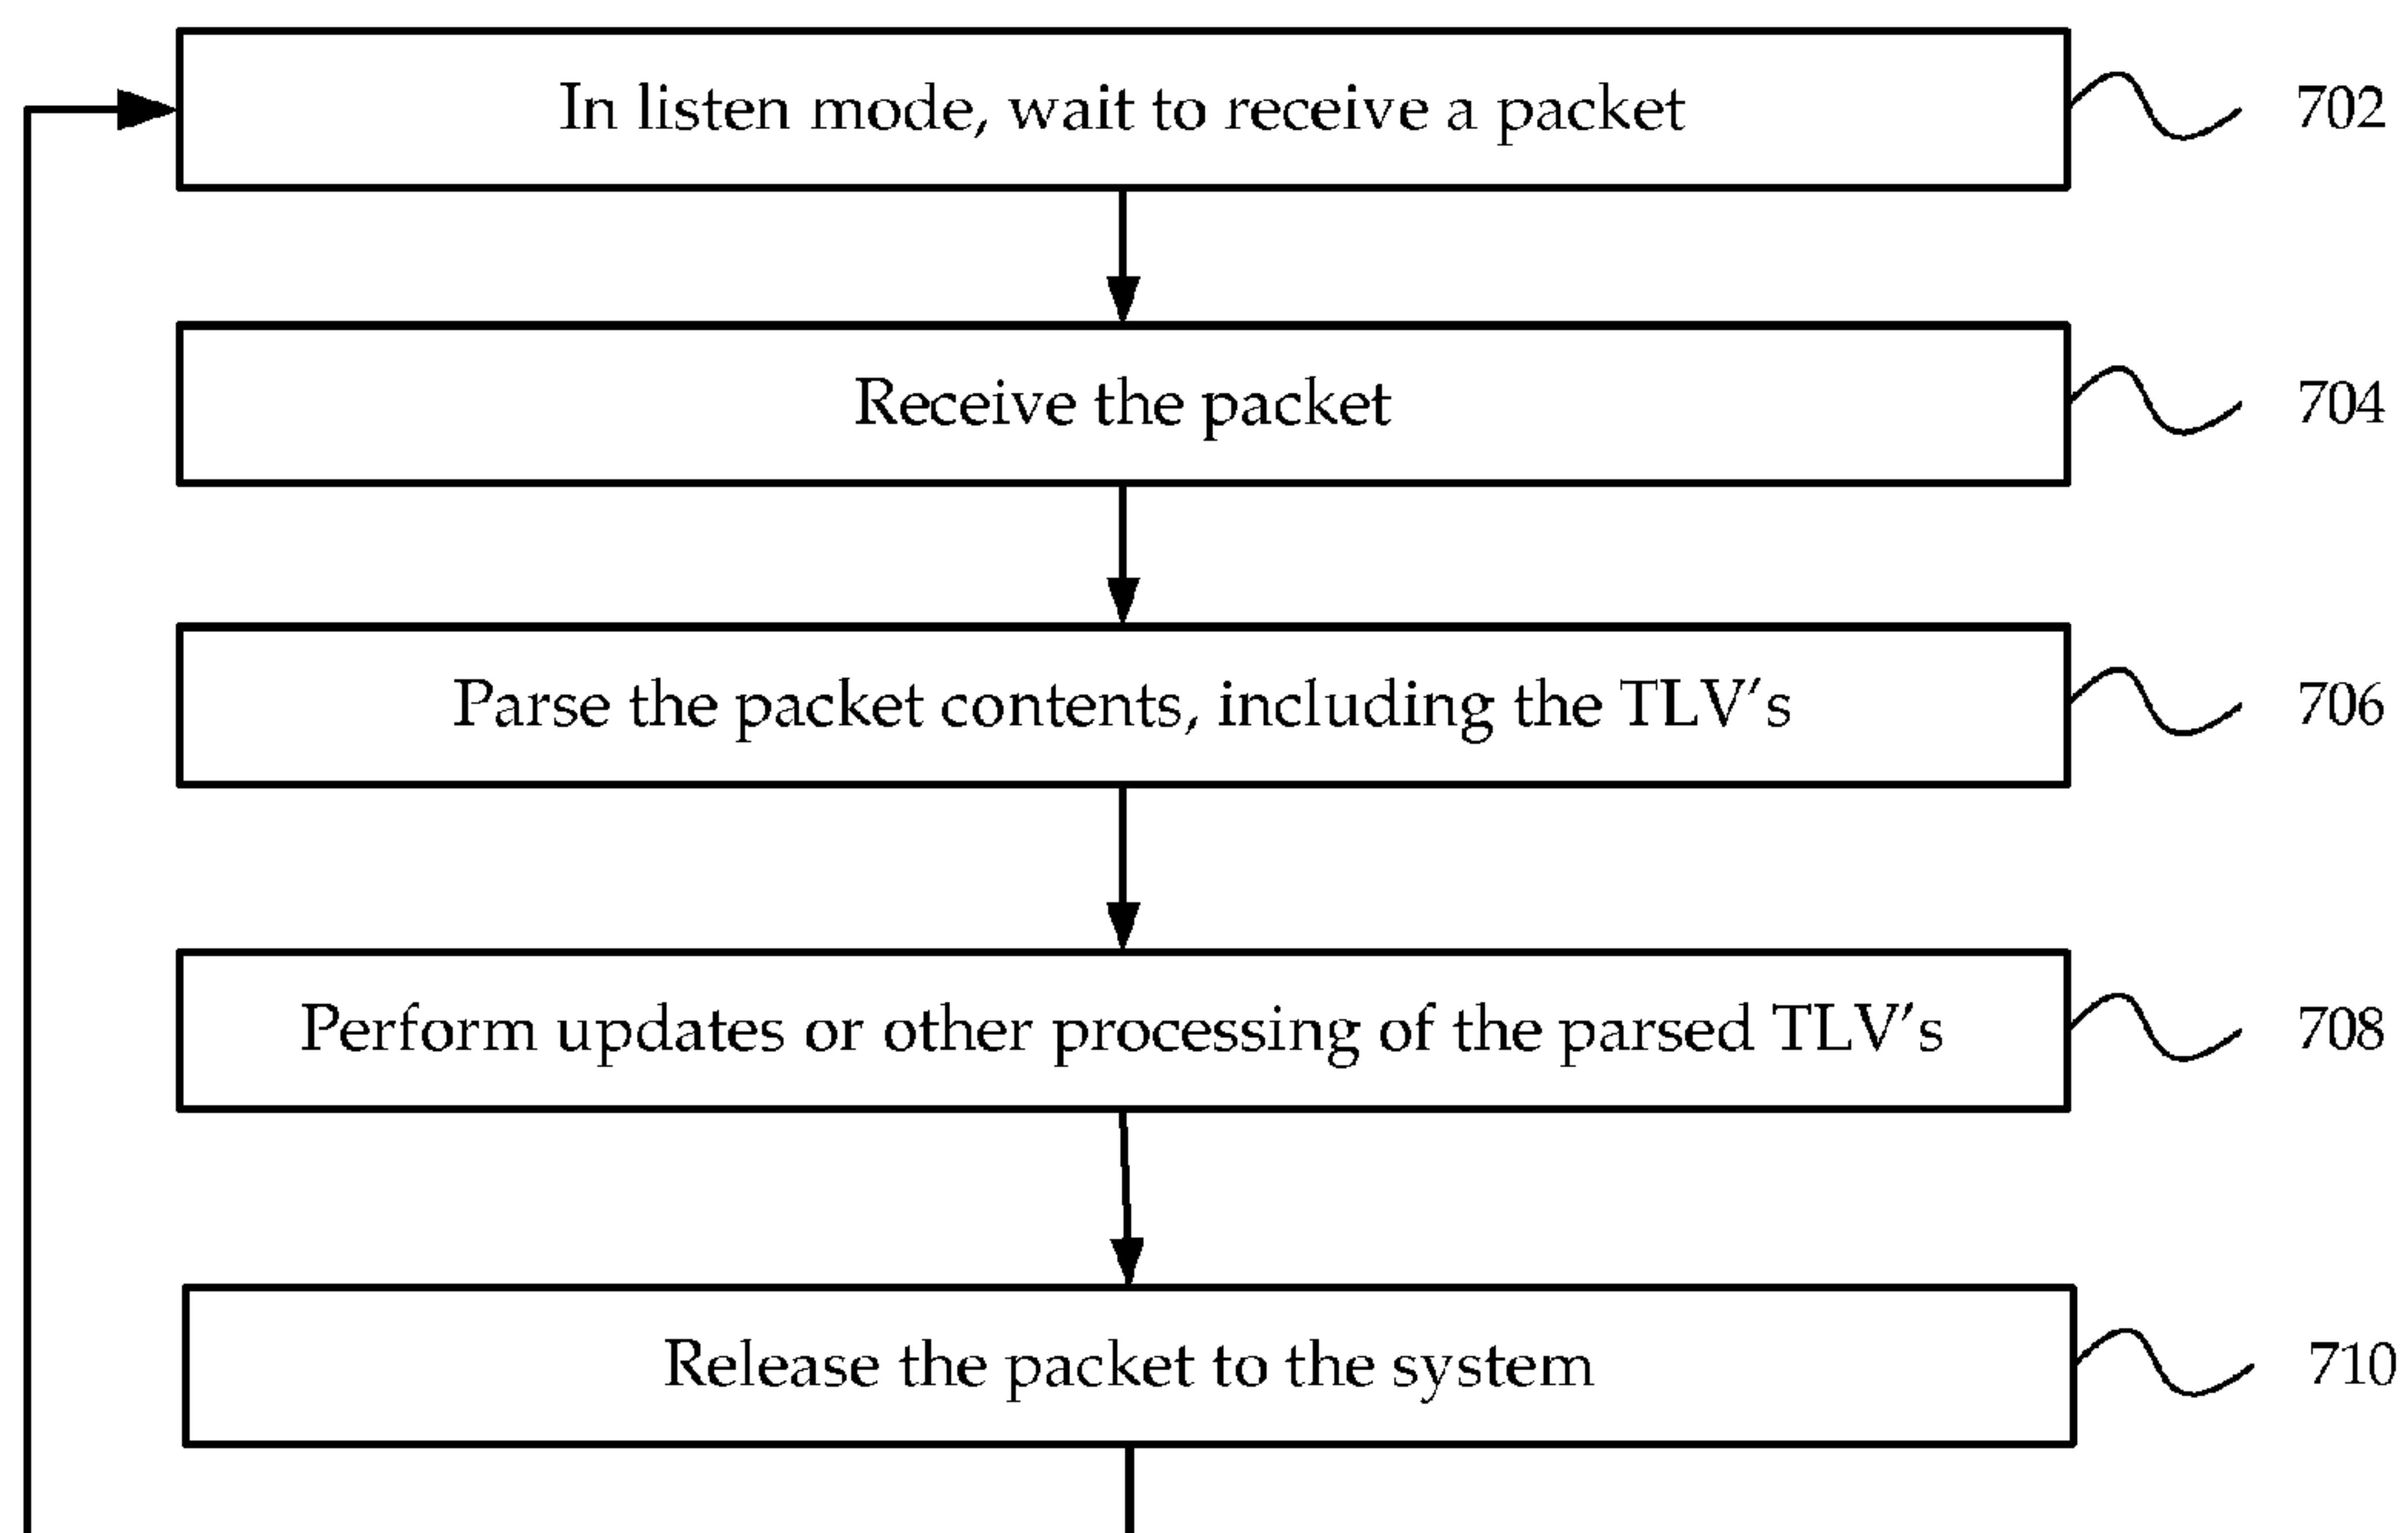 In listen mode, wait to receive a packet
702
Receive the packet
704
Parse the packet contents, including the TLV's
706
Perform updates or other processing of the parsed TLV's
708
Release the packet to the system
710